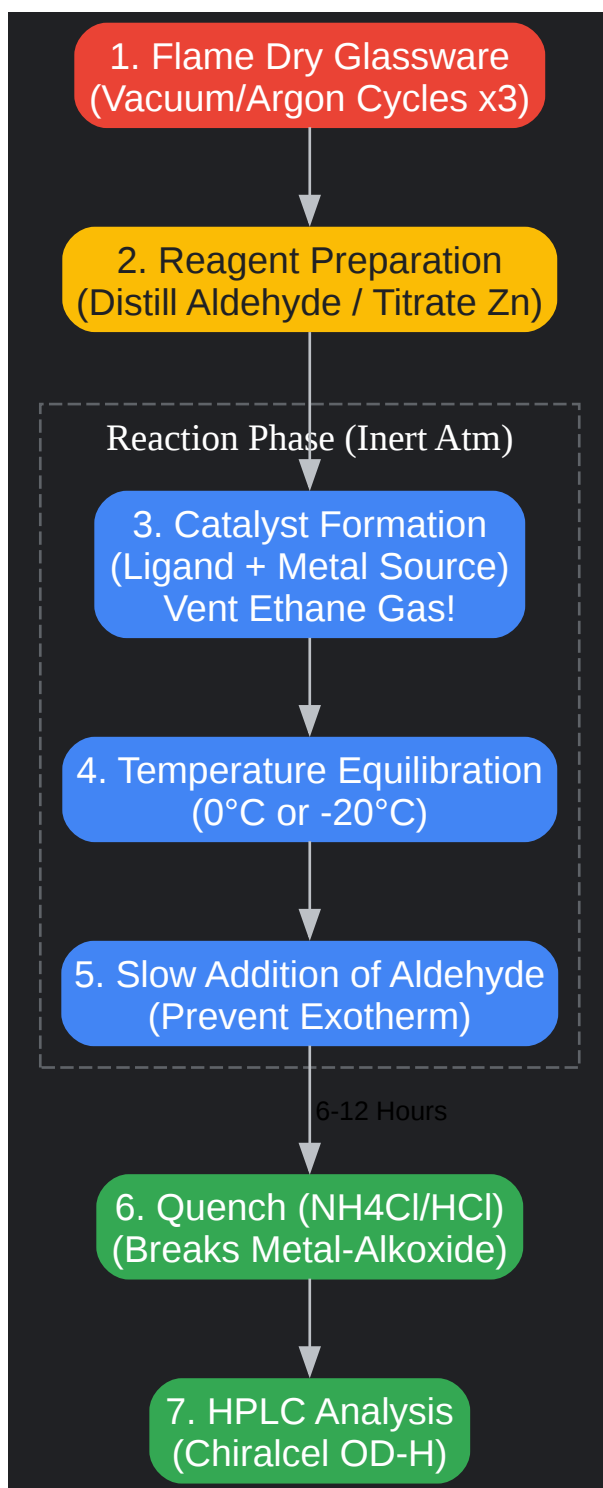 1. Flame Dry Glassware
(Vacuum/Argon Cycles x3)
2. Reagent Preparation
(Distill Aldehyde / Titrate Zn)
Reaction Phase (Inert Atm)
3. Catalyst Formation
(Ligand + Metal Source)
Vent Ethane Gas!
4. Temperature Equilibration
(0°C or -20°C)
5. Slow Addition of Aldehyde
(Prevent Exotherm)
6-12 Hours
6. Quench (NH4Cl/HCl)
(Breaks Metal-Alkoxide)
7. HPLC Analysis
(Chiralcel OD-H)